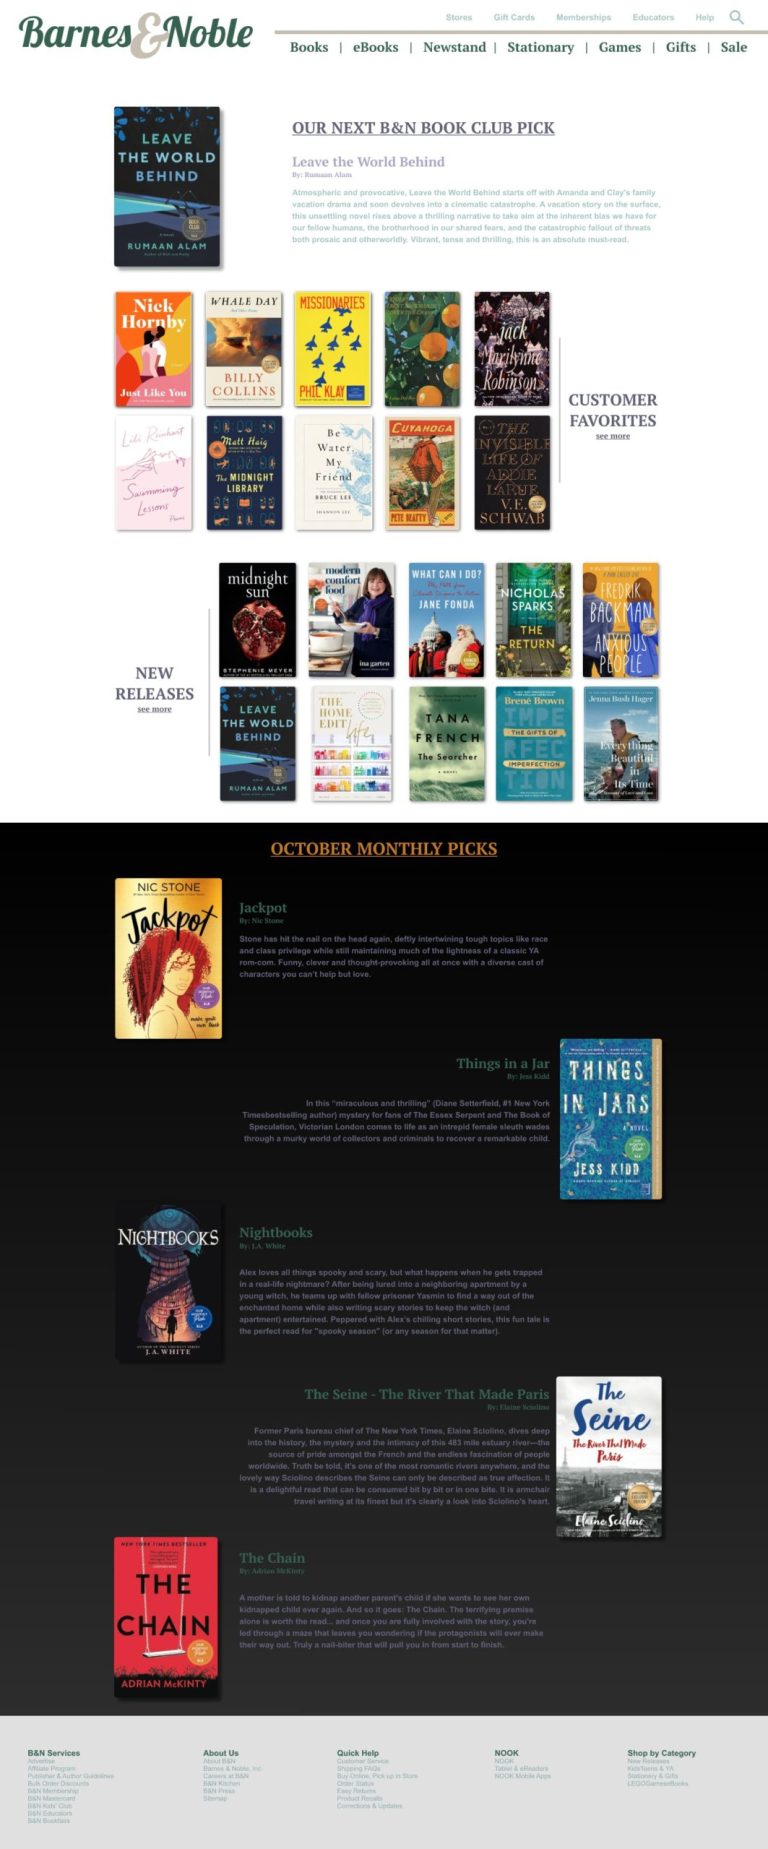 Barnes&Noble
Stores Gift Cards Memberships Educators Help
Books | eBooks | Newstand | Stationary | Games | Gifts | Sale
LEAVE
THE WORLD
BEHIND
BOOK CLUB
RUMAAN ALAM
OUR NEXT B&N BOOK CLUB PICK
Leave the World Behind
By: Rumaan Alam
Atmospheric and provocative, Leave the World Behind starts off with Amanda and Clay's family
vacation drama and soon devolves into a cinematic catastrophe. A vacation story on the surface,
this unsettling novel rises above a thrilling narrative to take aim at the inherent bias we have for
our fellow humans, the brotherhood in our shared fears, and the catastrophic fallout of threats
both prosaic and otherworldly. Vibrant, tense and thrilling, this is an absolute must-read.
Nick
Hornby
Just Like You
WHALE DAY
BILLY
COLLINS
MISSIONARIES
PHIL KLAY
jack
Marilynne
Robinson
Lili Reinhart
Swimming
Lessons
Poems
Matt Haig
The MIDNIGHT
LIBRARY
Be
Water,
My
Friend
BRUCE LEE
SHANNON LEE
CUYAHOGA
PETE BEATTY
THE
INVISIBLE
LIFE OF
ADDIE
LARUE
V.E.
SCHWAB
CUSTOMER
FAVORITES
see more
NEW
RELEASES
see more
midnight
sun
STEPHENIE MEYER
modern
comfort
food
ina garten
WHAT CAN I DO?
JANE FONDA
NICHOLAS
SPARKS
THE
RETURN
FREDRIK
BACKMAN
ANXIOUS
PEOPLE
LEAVE
THE WORLD
BEHIND
RUMAAN ALAM
THE
HOME
EDIT
life
TANA
FRENCH
The Searcher
A NOVEL
Brené Brown
THE GIFTS OF
IMPERFECTION
Jenna Bush Hager
Everything
Beautiful
in
Its Time
OCTOBER MONTHLY PICKS
NIC STONE
Jackpot
make your
own luck
Jackpot
By: Nic Stone
Stone has hit the nail on the head again, deftly intertwining tough topics like race
and class privilege while still maintaining much of the lightness of a classic YA
rom-com. Funny, clever and thought-provoking all at once with a diverse cast of
characters you can't help but love.
Things in a Jar
By: Jess Kidd
In this “miraculous and thrilling” (Diane Setterfield, #1 New York
Timesbestselling author) mystery for fans of The Essex Serpent and The Book of
Speculation, Victorian London comes to life as an intrepid female sleuth wades
through a murky world of collectors and criminals to recover a remarkable child.
THINGS
IN JARS
A NOVEL
JESS KIDD
NIGHTBOOKS
J.A. WHITE
Nightbooks
By: J.A. White
Alex loves all things spooky and scary, but what happens when he gets trapped
in a real-life nightmare? After being lured into a neighboring apartment by a
young witch, he teams up with fellow prisoner Yasmin to find a way out of the
enchanted home while also writing scary stories to keep the witch (and
apartment) entertained. Peppered with Alex's chilling short stories, this fun tale is
the perfect read for "spooky season" (or any season for that matter).
The Seine - The River That Made Paris
By: Elaine Sciolino
Former Paris bureau chief of The New York Times, Elaine Sciolino, dives deep
into the history, the mystery and the intimacy of this 483 mile estuary river—the
source of pride amongst the French and the endless fascination of people
worldwide. Truth be told, it's one of the most romantic rivers anywhere, and the
lovely way Sciolino describes the Seine can only be described as true affection. It
is a delightful read that can be consumed bit by bit or in one bite. It is armchair
travel writing at its finest but it's clearly a look into Sciolino's heart.
The
Seine
The River That Made
Paris
Elaine Sciolino
NEW YORK TIMES BESTSELLER
THE
CHAIN
ADRIAN McKINTY
The Chain
By: Adrian McKinty
A mother is told to kidnap another parent's child if she wants to see her own
kidnapped child ever again. And so it goes: The Chain. The terrifying premise
alone is worth the read... and once you are fully involved with the story, you're
led through a maze that leaves you wondering if the protagonists will ever make
their way out. Truly a nail-biter that will pull you in from start to finish.
B&N Services
Advertise
Affiliate Program
Publisher & Author Guidelines
Bulk Order Discounts
B&N Membership
B&N Mastercard
B&N Kids' Club
B&N Educators
B&N Bookfairs
About Us
About B&N
Barnes & Noble, Inc.
Careers at B&N
B&N Kitchen
B&N Press
Sitemap
Quick Help
Customer Service
Shipping FAQs
Buy Online, Pick up in Store
Order Status
Easy Returns
Product Recalls
Corrections & Updates
NOOK
NOOK
Tablet & eReaders
NOOK Mobile Apps
Shop by Category
New Releases
KidsTeens & YA
Stationery & Gifts
LEGOGameseBooks